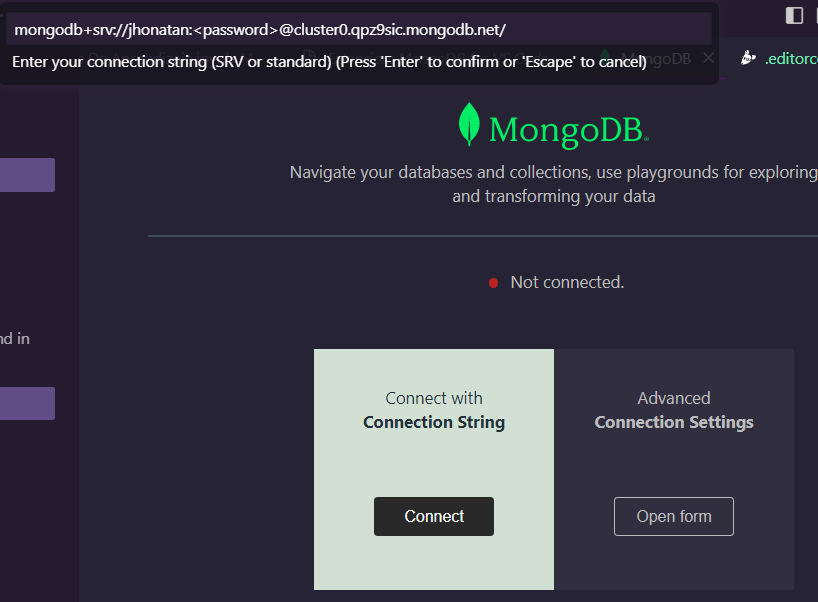 mongodb+srv://jhonatan:<password>@cluster0.qpz9sic.mongodb.net/
Enter your connection string (SRV or standard) (Press 'Enter' to confirm or 'Escape' to cancel)
MongoDB
.editorco
MongoDB.
Navigate your databases and collections, use playgrounds for exploring
and transforming your data
Not connected.
nd in
Connect with
Connection String
Connect
Advanced
Connection Settings
Open form